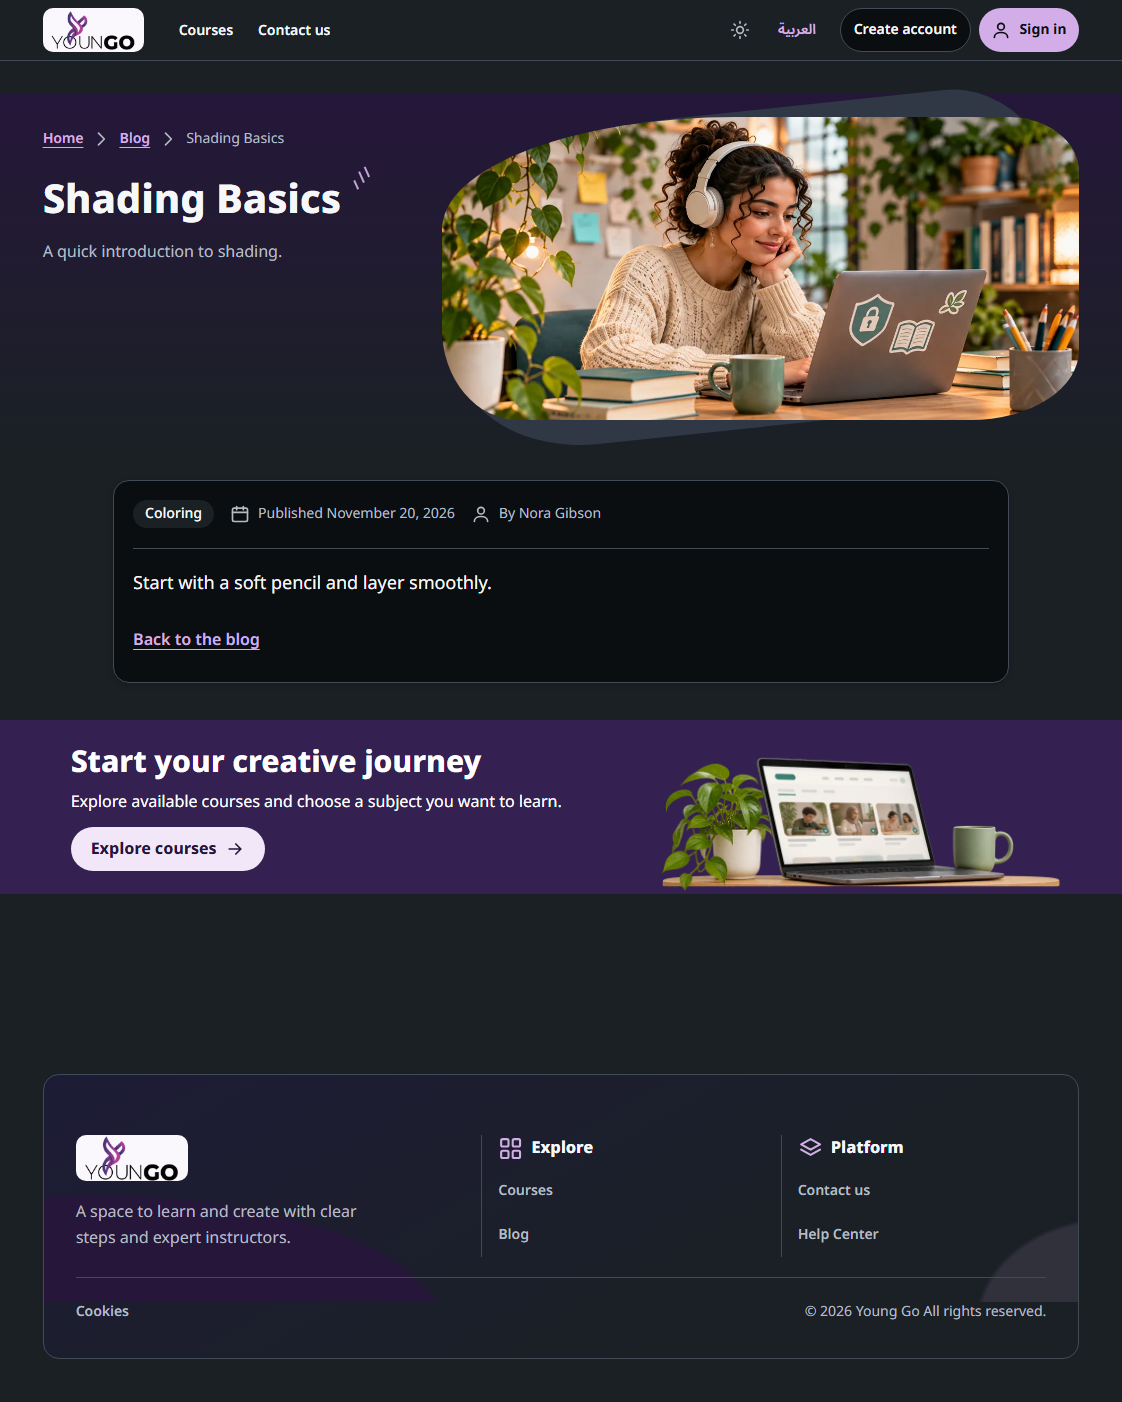 YOUNGO
Courses
Contact us
العربية
Create account
Sign in
Home
Blog
Shading Basics
Shading Basics
A quick introduction to shading.
Coloring
Published November 20, 2026
By Nora Gibson
Start with a soft pencil and layer smoothly.
Back to the blog
Start your creative journey
Explore available courses and choose a subject you want to learn.
Explore courses
YOUNGO
A space to learn and create with clear
steps and expert instructors.
Explore
Courses
Blog
Platform
Contact us
Help Center
Cookies
© 2026 Young Go All rights reserved.